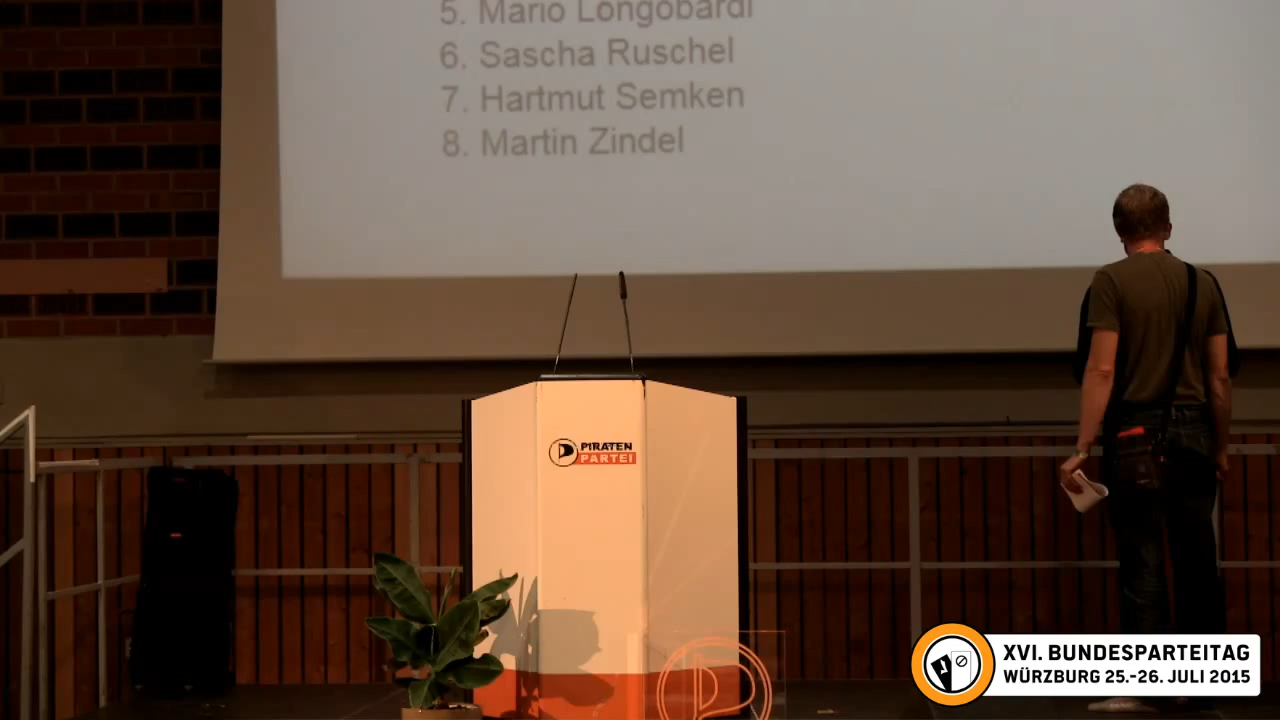 5. Mario Longobardi
6. Sascha Ruschel
7. Hartmut Semken
8. Martin Zindel
PIRATEN
PARTEI
XVI. BUNDESPARTEITAG
WÜRZBURG 25.-26. JULI 2015